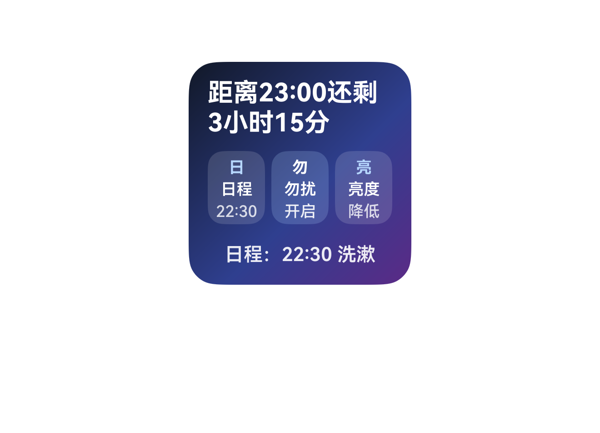 距离23:00还剩
3小时15分
日
日程
22:30
勿
勿扰
开启
亮
亮度
降低
日程：22:30 洗漱